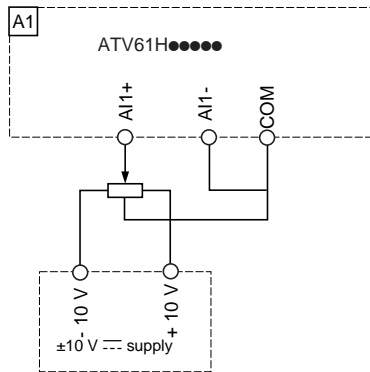 A1
ATV61H●●●●●
AI1+
AI1-
COM
- 10 V
+ 10 V
±10 V ⎓ supply